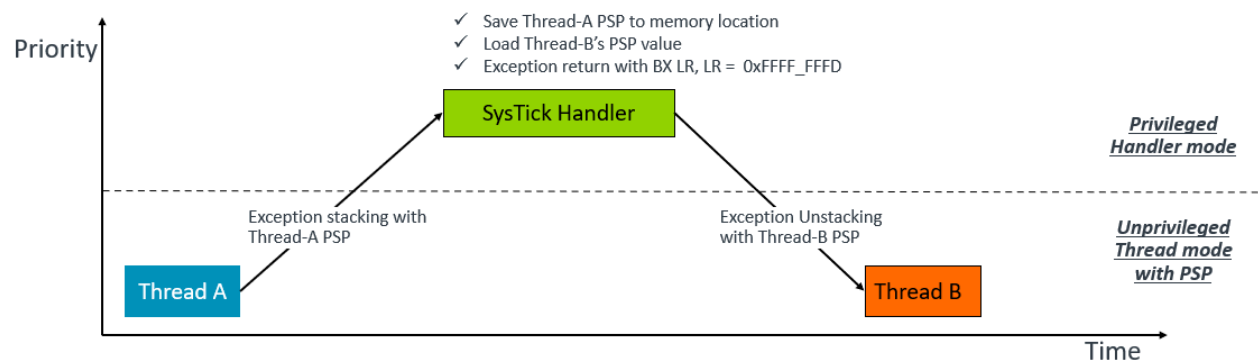 ✓ Save Thread-A PSP to memory location
✓ Load Thread-B's PSP value
✓ Exception return with BX LR, LR = 0xFFFF_FFFD
Priority
SysTick Handler
Privileged
Handler mode
Exception stacking with
Thread-A PSP
Exception Unstacking
with Thread-B PSP
Unprivileged
Thread mode
with PSP
Thread A
Thread B
Time